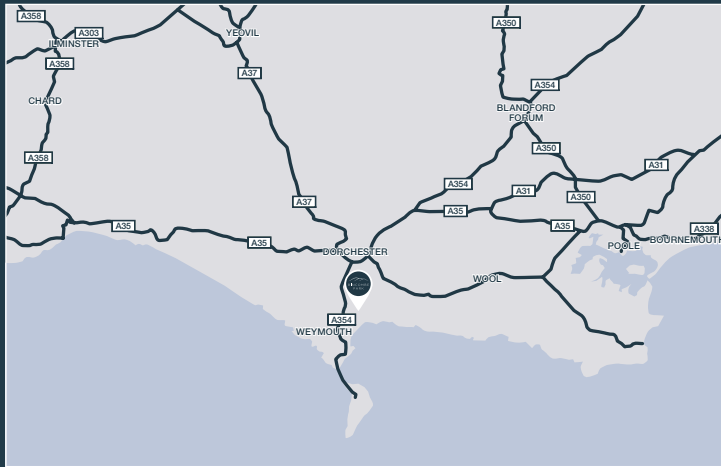 A358
A350
A303
YEOVIL
ILMINSTER
A358
A37
A354
CHARD
BLANDFORD
FORUM
A350
A358
A31
A354
A31
A350
A37
A35
A35
A35
A338
A35
POOLE
BOURNEMOUTH
DORCHESTER
WOOL
A354
WEYMOUTH